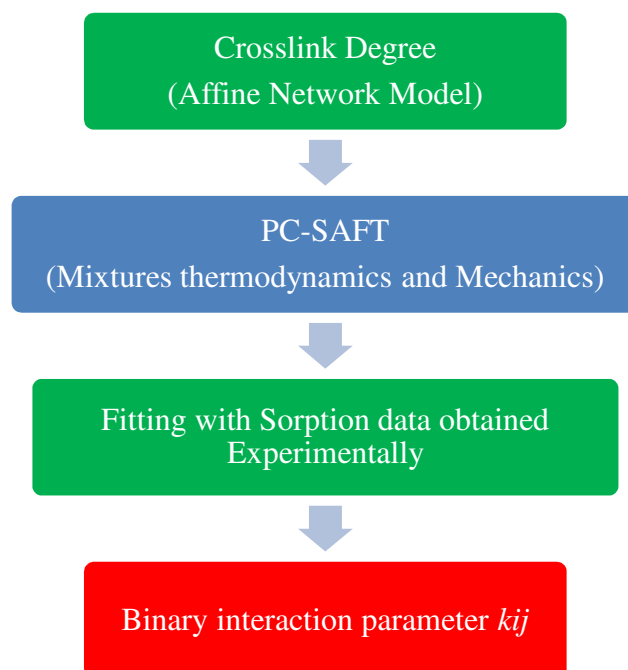 Crosslink Degree
(Affine Network Model)
PC-SAFT
(Mixtures thermodynamics and Mechanics)
Fitting with Sorption data obtained
Experimentally
Binary interaction parameter kij